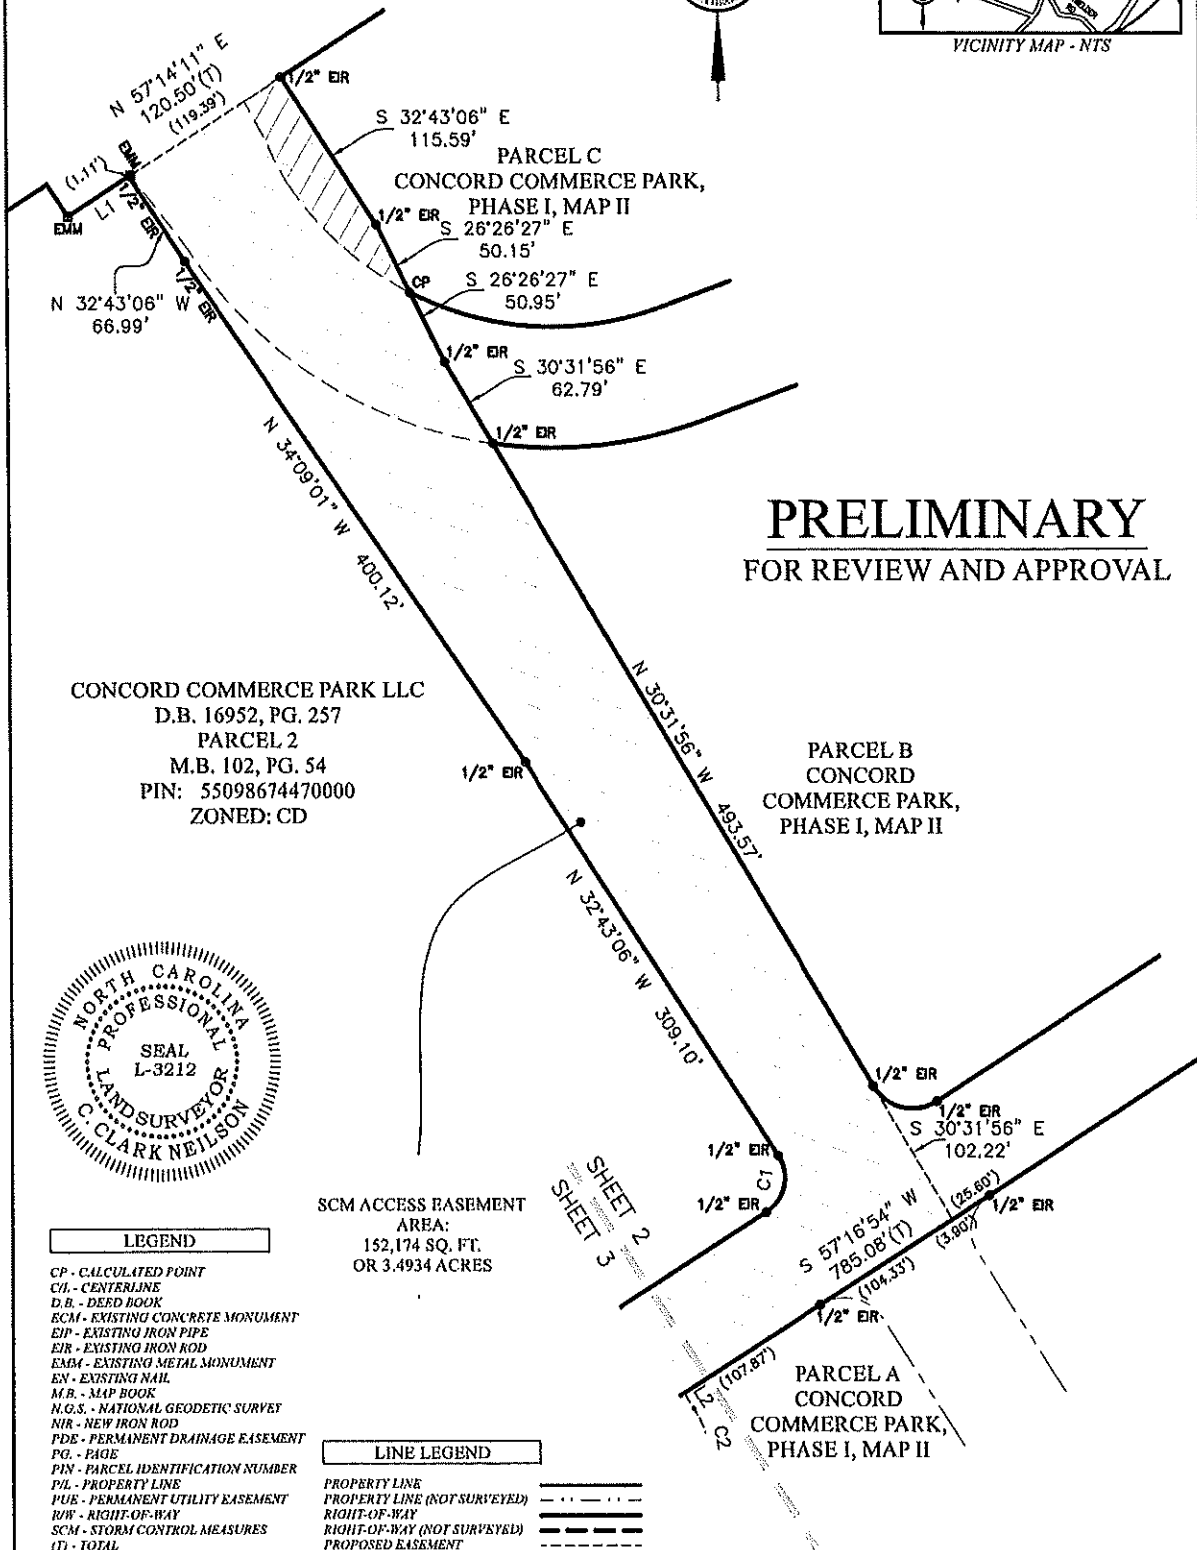 VICINITY MAP - NTS
N 57°14'11" E
120.50'(T)
(119.39')
1/2" EIR
EMM
(1.11')
L1
EMM
1/2" EIR
S 32°43'06" E
115.59'
PARCEL C
CONCORD COMMERCE PARK,
PHASE I, MAP II
1/2" EIR
S 26°26'27" E
50.15'
CP
S 26°26'27" E
50.95'
1/2" EIR
N 32°43'06" W
66.99'
1/2" EIR
S 30°31'56" E
62.79'
1/2" EIR
N 34°09'01" W 400.12'
PRELIMINARY
FOR REVIEW AND APPROVAL
N 30°31'56" W 493.57'
CONCORD COMMERCE PARK LLC
D.B. 16952, PG. 257
PARCEL 2
M.B. 102, PG. 54
PIN: 55098674470000
ZONED: CD
1/2" EIR
PARCEL B
CONCORD
COMMERCE PARK,
PHASE I, MAP II
N 32°43'06" W 309.10'
NORTH CAROLINA
PROFESSIONAL
SEAL
L-3212
LAND SURVEYOR
C. CLARK NEILSON
1/2" EIR
1/2" EIR
S 30°31'56" E
102.22'
1/2" EIR
C1
1/2" EIR
SHEET 2
SHEET 3
(25.60')
1/2" EIR
S 57°16'54" W
785.08'(T)
(3.90')
(104.33')
1/2" EIR
(107.87')
L2
C2
SCM ACCESS EASEMENT
AREA:
152,174 SQ. FT.
OR 3.4934 ACRES
PARCEL A
CONCORD
COMMERCE PARK,
PHASE I, MAP II
LEGEND
CP - CALCULATED POINT
C/L - CENTERLINE
D.B. - DEED BOOK
ECM - EXISTING CONCRETE MONUMENT
EIP - EXISTING IRON PIPE
EIR - EXISTING IRON ROD
EMM - EXISTING METAL MONUMENT
EN - EXISTING NAIL
M.B. - MAP BOOK
N.G.S. - NATIONAL GEODETIC SURVEY
NIR - NEW IRON ROD
PDE - PERMANENT DRAINAGE EASEMENT
PG. - PAGE
PIN - PARCEL IDENTIFICATION NUMBER
P/L - PROPERTY LINE
PUE - PERMANENT UTILITY EASEMENT
R/W - RIGHT-OF-WAY
SCM - STORM CONTROL MEASURES
(T) - TOTAL
LINE LEGEND
PROPERTY LINE
PROPERTY LINE (NOT SURVEYED)
RIGHT-OF-WAY
RIGHT-OF-WAY (NOT SURVEYED)
PROPOSED EASEMENT